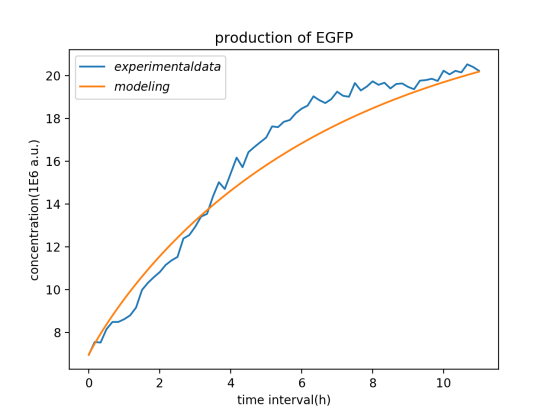 production of EGFP
experimentaldata
modeling
concentration(1E6 a.u.)
20
18
16
14
12
10
8
0 2 4 6 8 10
time interval(h)